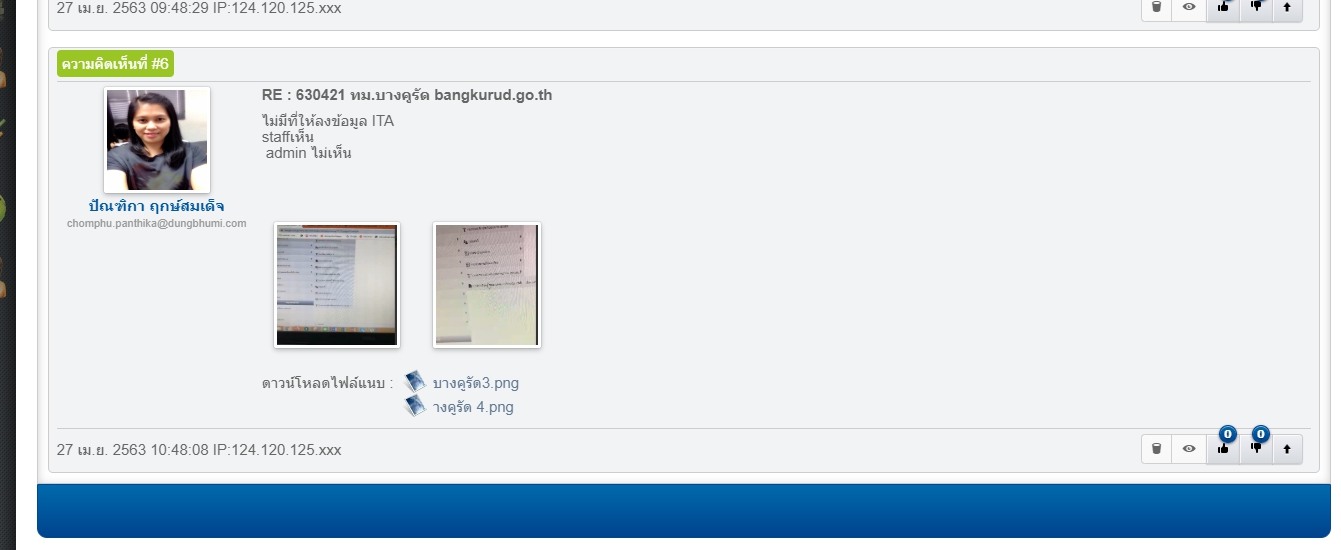 27 เม.ย. 2563 09:48:29 IP:124.120.125.xxx
ความคิดเห็นที่ #6
RE : 630421 ทม.บางคูรัด bangkurud.go.th
ไม่มีที่ให้ลงข้อมูล ITA
staffเห็น
admin ไม่เห็น
ปัณฑิกา ฤกษ์สมเด็จ
chomphu.panthika@dungbhumi.com
ดาวน์โหลดไฟล์แนบ : บางคูรัด3.png
างคูรัด 4.png
27 เม.ย. 2563 10:48:08 IP:124.120.125.xxx
0 0